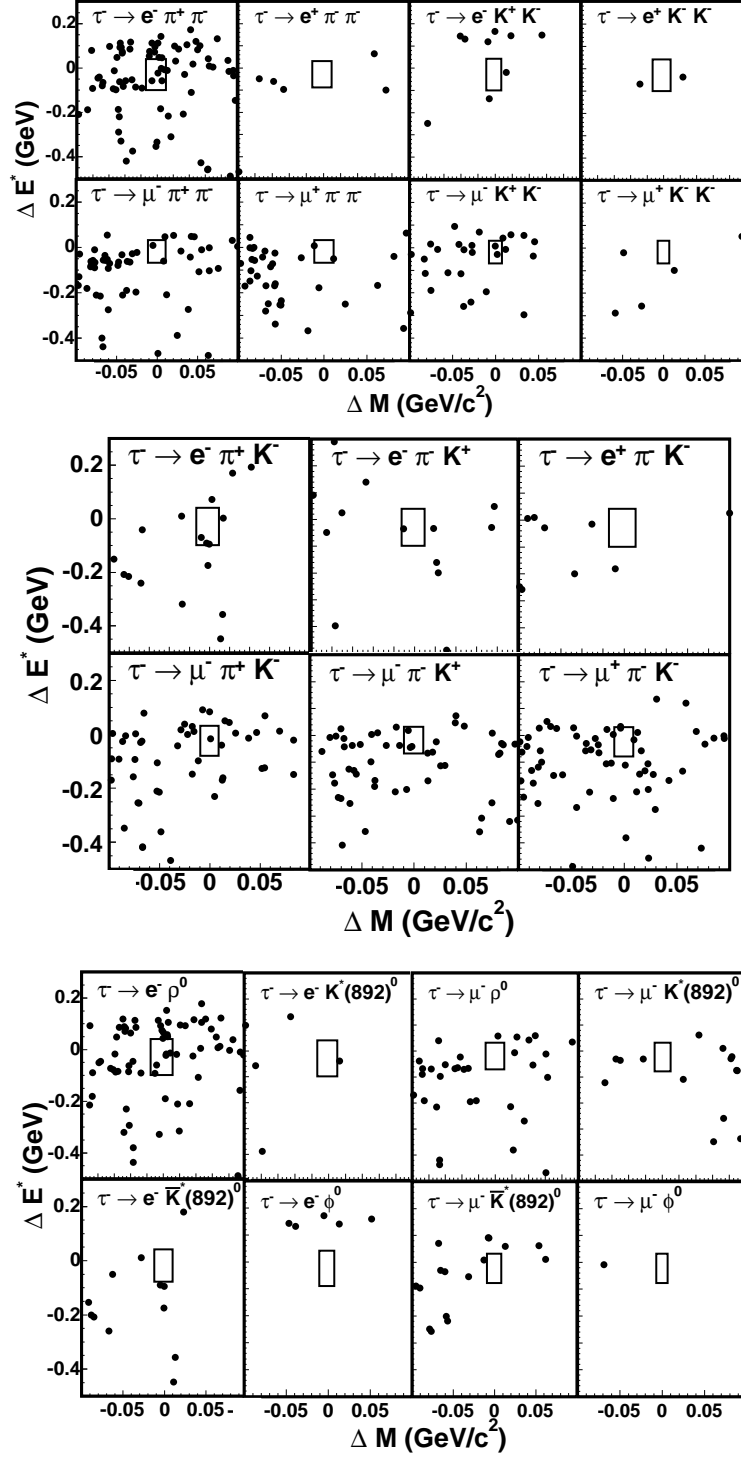 τ⁻ → e⁻ π⁺ π⁻ τ⁻ → e⁺ π⁻ π⁻ τ⁻ → e⁻ K⁺ K⁻ τ⁻ → e⁺ K⁻ K⁻
0.2
0
-0.2
-0.4
τ⁻ → μ⁻ π⁺ π⁻ τ⁻ → μ⁺ π⁻ π⁻ τ⁻ → μ⁻ K⁺ K⁻ τ⁻ → μ⁺ K⁻ K⁻
0.2
0
-0.2
-0.4
Δ E* (GeV)
-0.05 0 0.05 -0.05 0 0.05 -0.05 0 0.05 -0.05 0 0.05
Δ M (GeV/c²)
τ⁻ → e⁻ π⁺ K⁻ τ⁻ → e⁻ π⁻ K⁺ τ⁻ → e⁺ π⁻ K⁻
0.2
0
-0.2
-0.4
τ⁻ → μ⁻ π⁺ K⁻ τ⁻ → μ⁻ π⁻ K⁺ τ⁻ → μ⁺ π⁻ K⁻
0.2
0
-0.2
-0.4
Δ E* (GeV)
-0.05 0 0.05 -0.05 0 0.05 -0.05 0 0.05
Δ M (GeV/c²)
τ⁻ → e⁻ ρ⁰ τ⁻ → e⁻ K*(892)⁰ τ⁻ → μ⁻ ρ⁰ τ⁻ → μ⁻ K*(892)⁰
0.2
0
-0.2
-0.4
τ⁻ → e⁻ K̅*(892)⁰ τ⁻ → e⁻ ϕ⁰ τ⁻ → μ⁻ K̅*(892)⁰ τ⁻ → μ⁻ ϕ⁰
0.2
0
-0.2
-0.4
Δ E* (GeV)
-0.05 0 0.05 - -0.05 0 0.05 -0.05 0 0.05 -0.05 0 0.05
Δ M (GeV/c²)